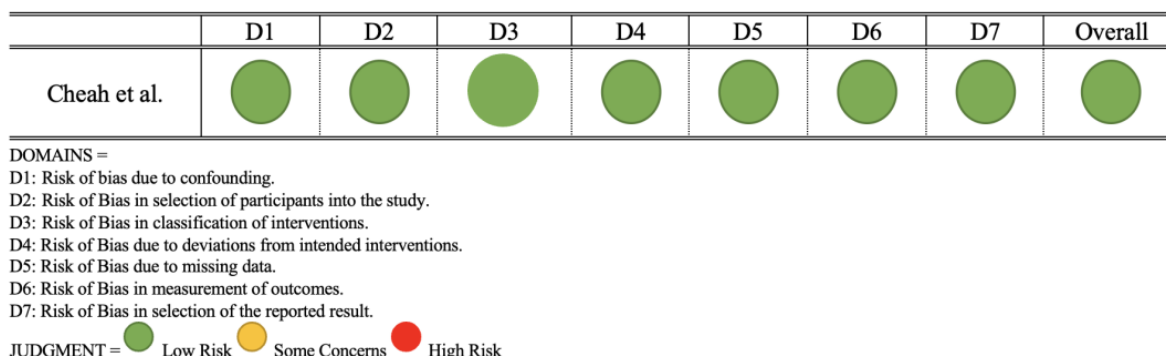 D1 D2 D3 D4 D5 D6 D7 Overall
Cheah et al.
DOMAINS =
D1: Risk of bias due to confounding.
D2: Risk of Bias in selection of participants into the study.
D3: Risk of Bias in classification of interventions.
D4: Risk of Bias due to deviations from intended interventions.
D5: Risk of Bias due to missing data.
D6: Risk of Bias in measurement of outcomes.
D7: Risk of Bias in selection of the reported result.
JUDGMENT = Low Risk Some Concerns High Risk